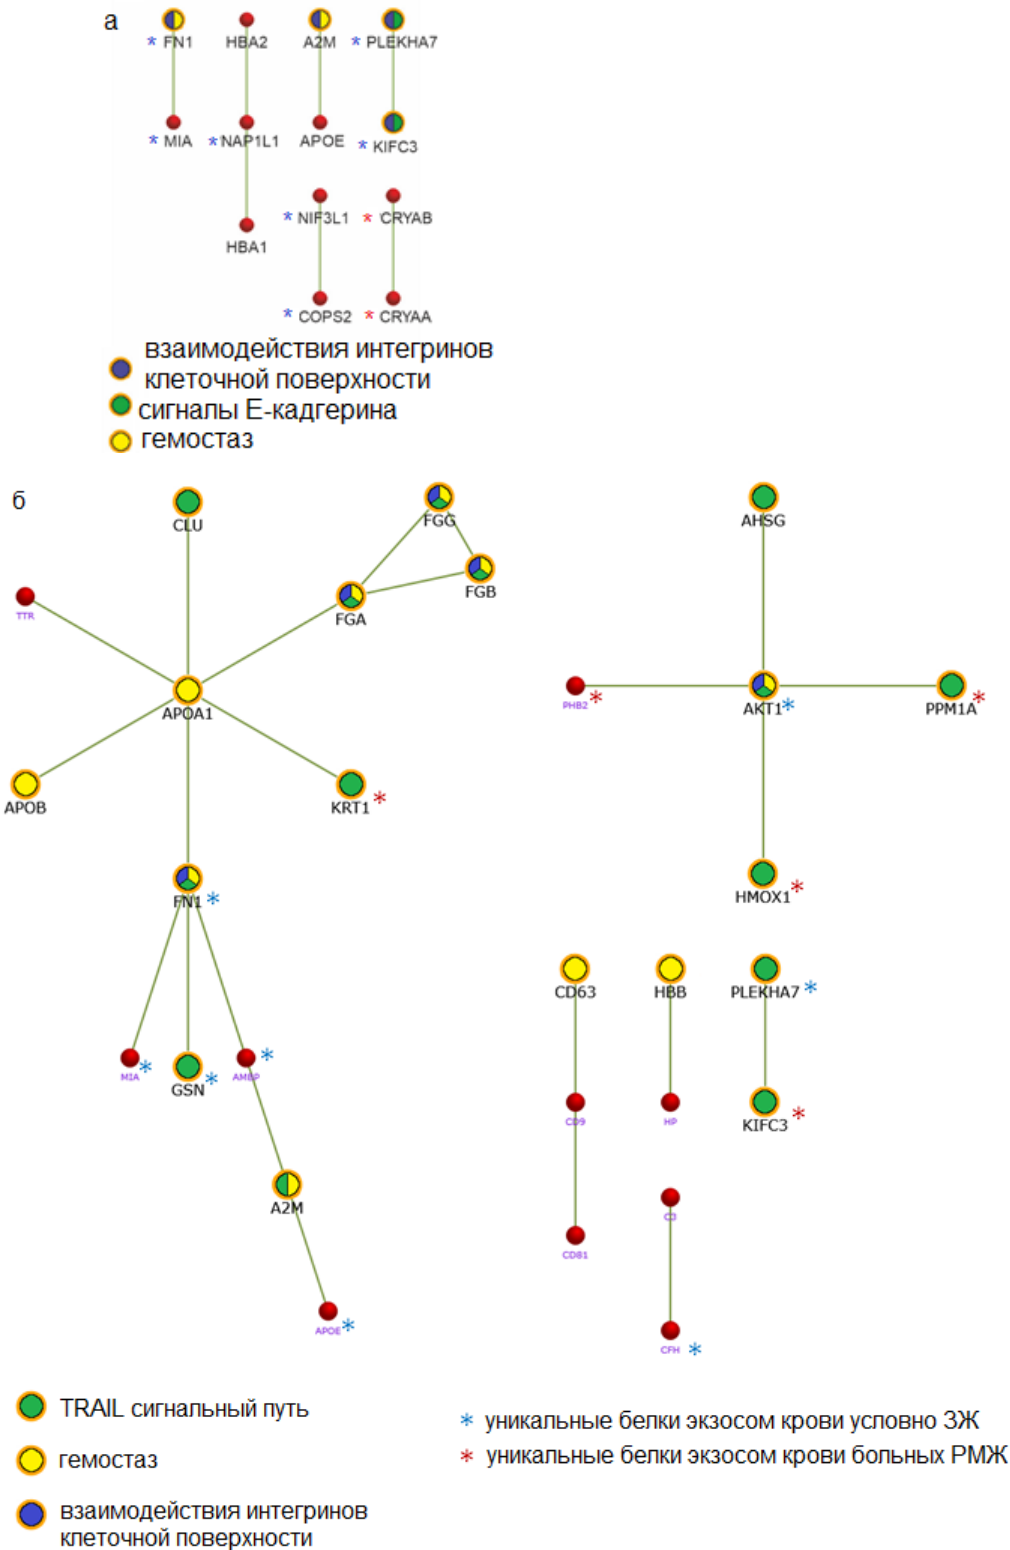 а
* FN1 HBA2 A2M * PLEKHA7
* MIA * NAP1L1 APOE * KIFC3
* NIF3L1 * CRYAB
HBA1
* COPS2 * CRYAA
взаимодействия интегринов
клеточной поверхности
сигналы Е-кадгерина
гемостаз
б
CLU FGG AHSG
FGB
TTR FGA
APOA1 PHB2 * AKT1 * PPM1A *
APOB KRT1 *
FN1 * HMOX1 *
CD63 HBB PLEKHA7 *
MIA * GSN * AMBP *
CD9 HP KIFC3 *
A2M C3
CD81
APOE * CFH *
TRAIL сигнальный путь
* уникальные белки экзосом крови условно ЗЖ
гемостаз
* уникальные белки экзосом крови больных РМЖ
взаимодействия интегринов
клеточной поверхности